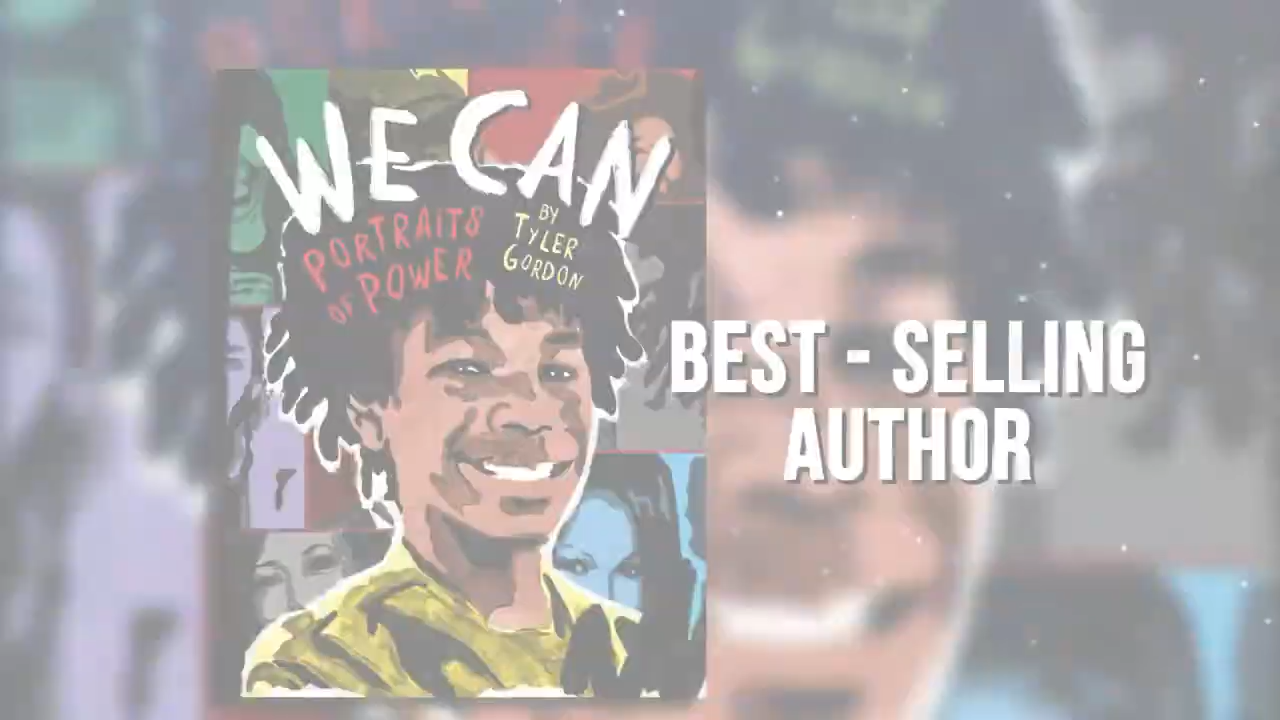 WE CAN
PORTRAITS
OF POWER
BY
TYLER
GORDON
BEST - SELLING
AUTHOR